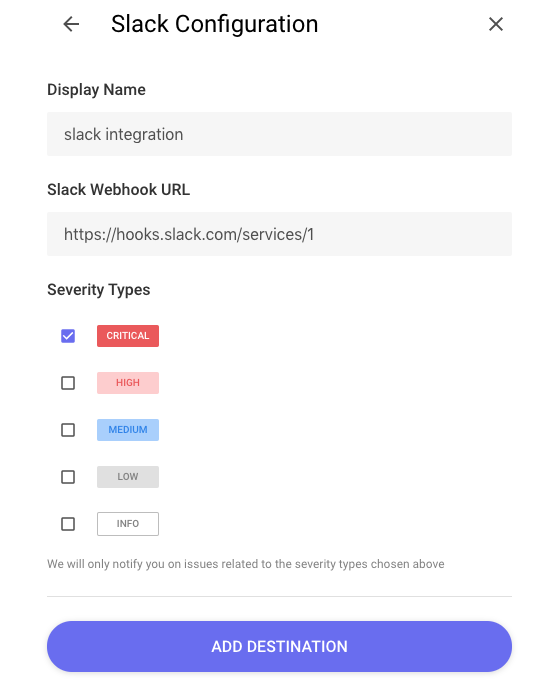 Slack Configuration
Display Name
slack integration
Slack Webhook URL
https://hooks.slack.com/services/1
Severity Types
CRITICAL
HIGH
MEDIUM
LOW
INFO
We will only notify you on issues related to the severity types chosen above
ADD DESTINATION